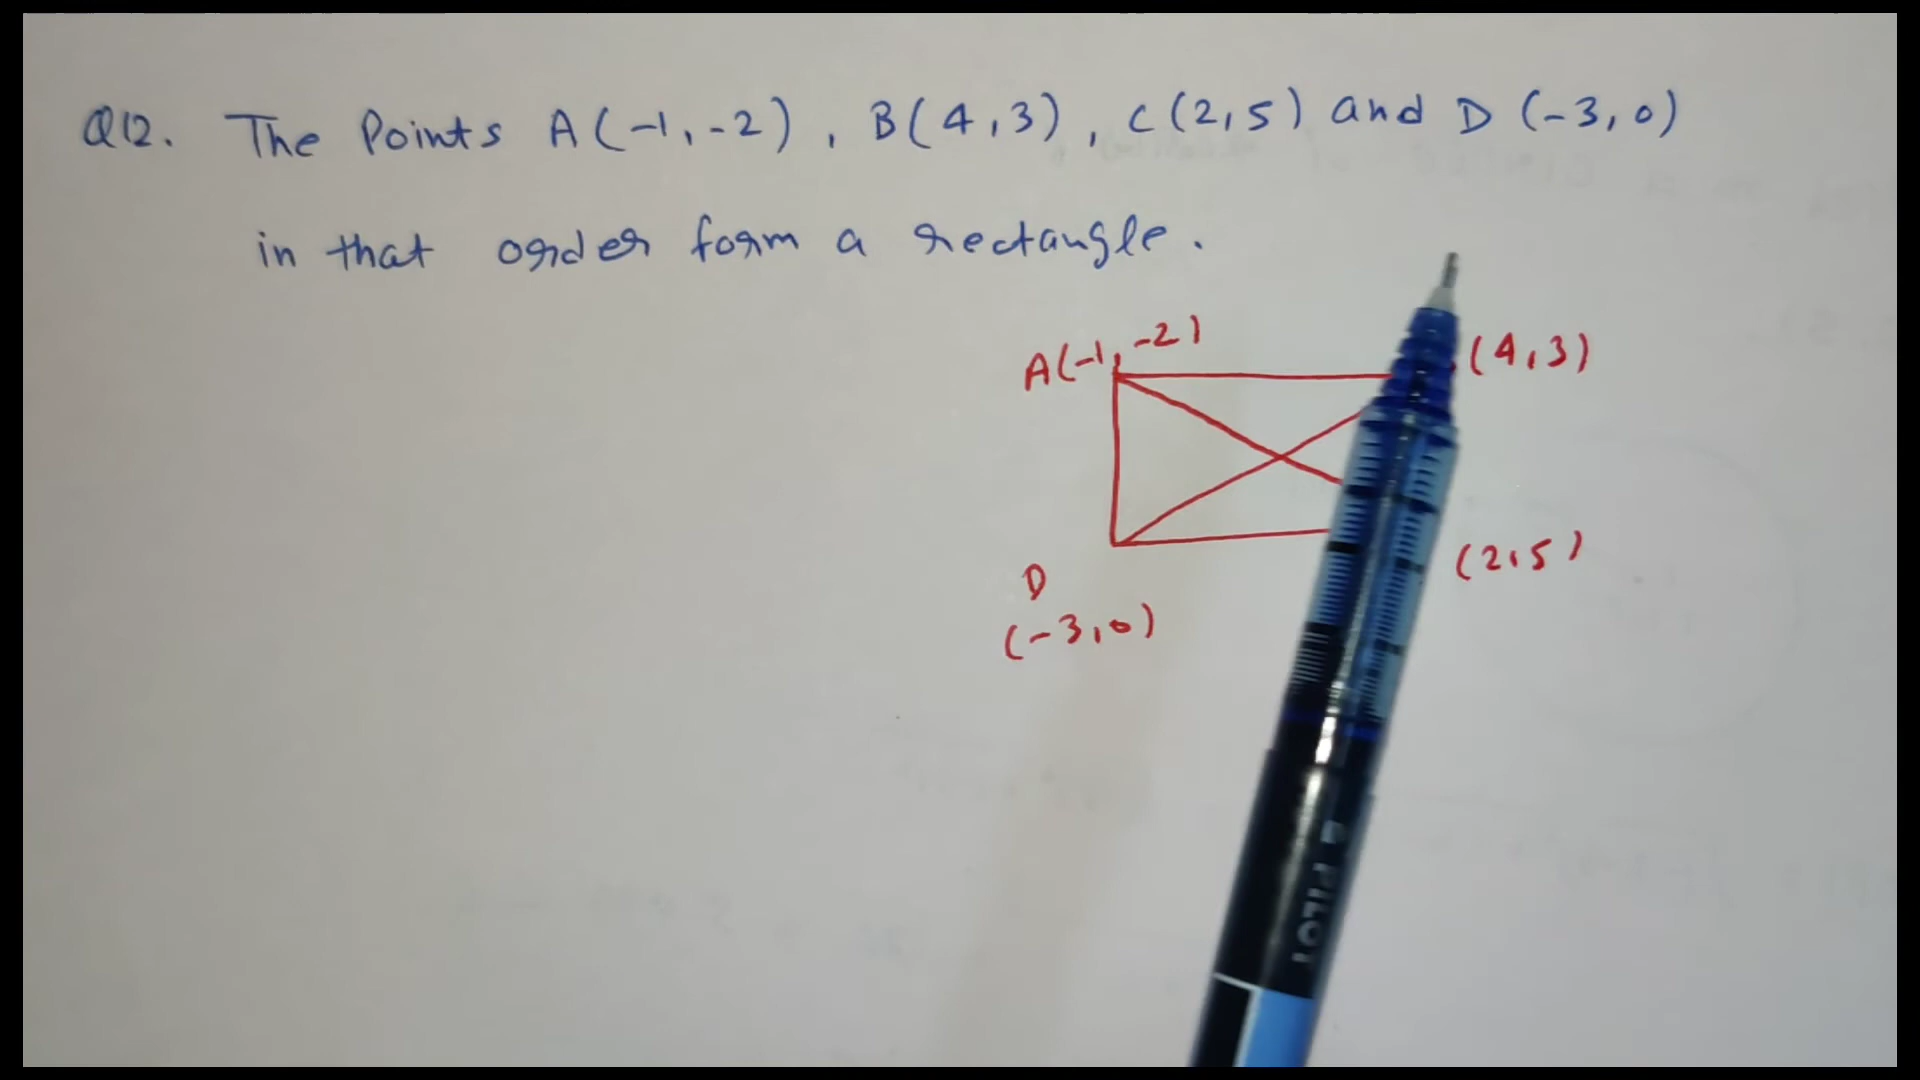 Q12. The Points A(-1,-2), B(4,3), C(2,5) and D(-3,0)
in that order form a rectangle.
A(-1,-2)
(4,3)
(2,5)
D
(-3,0)
PILOT